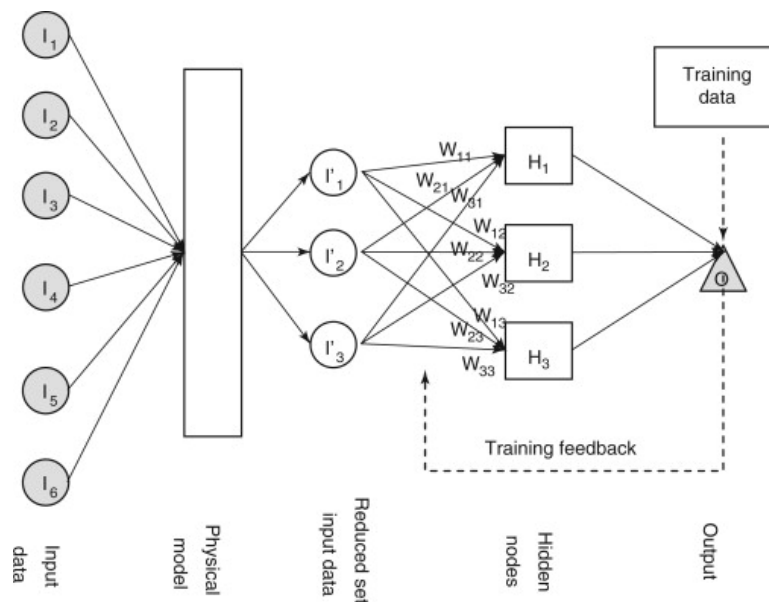 I1
I2
I3
I4
I5
I6
I'1
I'2
I'3
W11
W21
W31
W12
W22
W32
W13
W23
W33
H1
H2
H3
Training
data
O
Training feedback
Input
data
Physical
model
Reduced set
input data
Hidden
nodes
Output